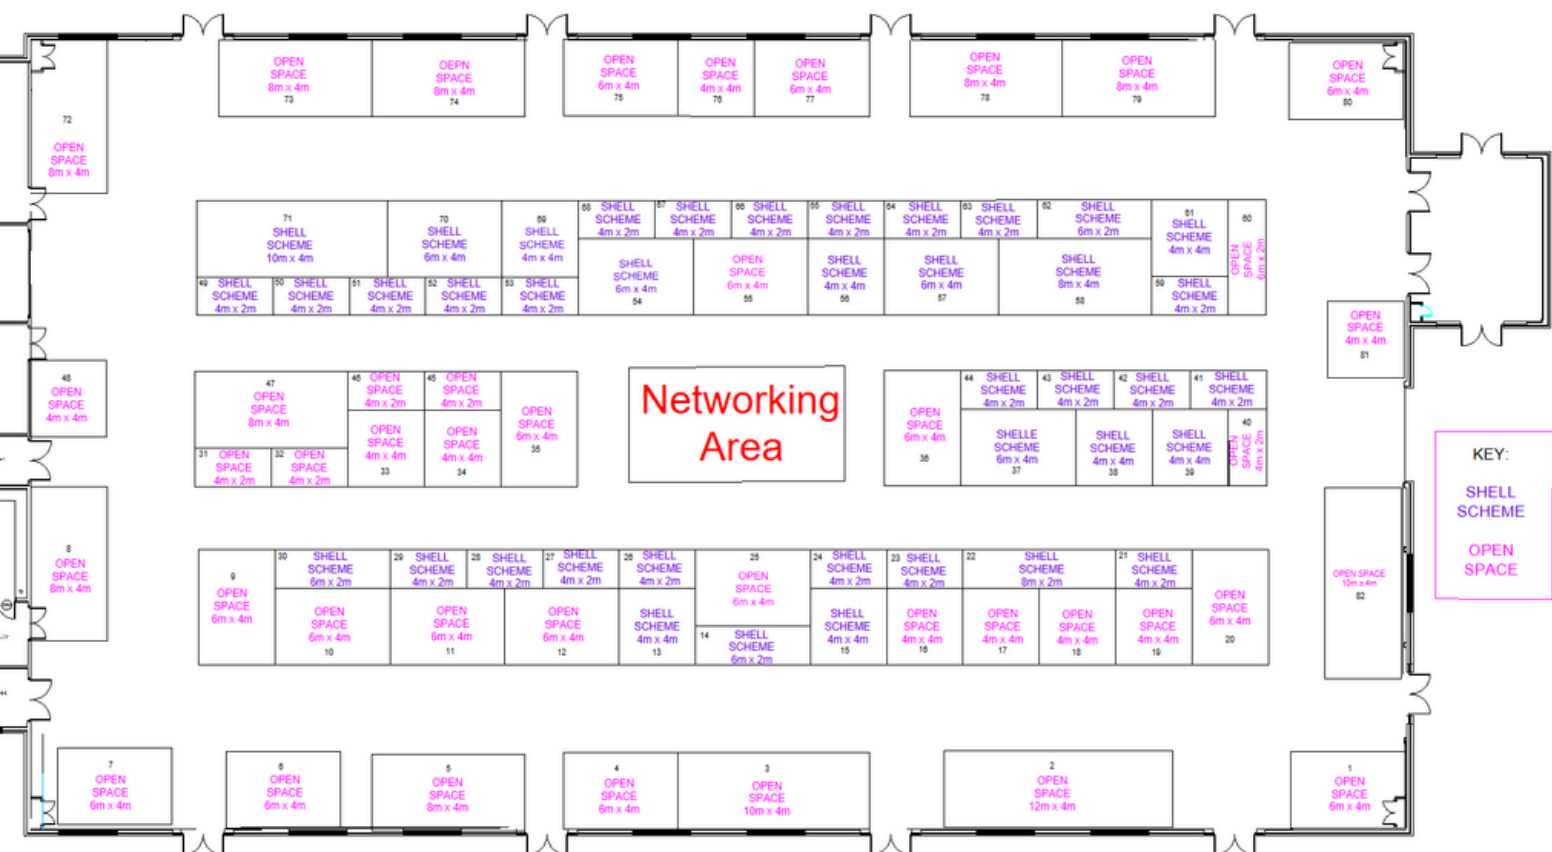 OPEN
SPACE
8m x 4m
73
OEPN
SPACE
8m x 4m
74
OPEN
SPACE
6m x 4m
75
OPEN
SPACE
4m x 4m
76
OPEN
SPACE
6m x 4m
77
OPEN
SPACE
8m x 4m
78
OPEN
SPACE
8m x 4m
79
OPEN
SPACE
6m x 4m
80
72
OPEN
SPACE
8m x 4m
71
SHELL
SCHEME
10m x 4m
70
SHELL
SCHEME
6m x 4m
69
SHELL
SCHEME
4m x 4m
68 SHELL
SCHEME
4m x 2m
67 SHELL
SCHEME
4m x 2m
66 SHELL
SCHEME
4m x 2m
65 SHELL
SCHEME
4m x 2m
64 SHELL
SCHEME
4m x 2m
63 SHELL
SCHEME
4m x 2m
62 SHELL
SCHEME
6m x 2m
61
SHELL
SCHEME
4m x 4m
60
OPEN
SPACE
6m x 2m
49 SHELL
SCHEME
4m x 2m
50 SHELL
SCHEME
4m x 2m
51 SHELL
SCHEME
4m x 2m
52 SHELL
SCHEME
4m x 2m
53 SHELL
SCHEME
4m x 2m
SHELL
SCHEME
6m x 4m
54
OPEN
SPACE
6m x 4m
55
SHELL
SCHEME
4m x 4m
56
SHELL
SCHEME
6m x 4m
57
SHELL
SCHEME
8m x 4m
58
59 SHELL
SCHEME
4m x 2m
OPEN
SPACE
4m x 4m
81
48
OPEN
SPACE
4m x 4m
47
OPEN
SPACE
8m x 4m
46 OPEN
SPACE
4m x 2m
45 OPEN
SPACE
4m x 2m
OPEN
SPACE
6m x 4m
35
31 OPEN
SPACE
4m x 2m
32 OPEN
SPACE
4m x 2m
OPEN
SPACE
4m x 4m
33
OPEN
SPACE
4m x 4m
34
Networking
Area
OPEN
SPACE
6m x 4m
36
44 SHELL
SCHEME
4m x 2m
43 SHELL
SCHEME
4m x 2m
42 SHELL
SCHEME
4m x 2m
41 SHELL
SCHEME
4m x 2m
SHELLE
SCHEME
6m x 4m
37
SHELL
SCHEME
4m x 4m
38
SHELL
SCHEME
4m x 4m
39
40
OPEN
SPACE
4m x 2m
KEY:
SHELL
SCHEME
OPEN
SPACE
8
OPEN
SPACE
8m x 4m
9
OPEN
SPACE
6m x 4m
30 SHELL
SCHEME
6m x 2m
29 SHELL
SCHEME
4m x 2m
28 SHELL
SCHEME
4m x 2m
27 SHELL
SCHEME
4m x 2m
26 SHELL
SCHEME
4m x 2m
25
OPEN
SPACE
6m x 4m
24 SHELL
SCHEME
4m x 2m
23 SHELL
SCHEME
4m x 2m
22 SHELL
SCHEME
8m x 2m
21 SHELL
SCHEME
4m x 2m
OPEN
SPACE
6m x 4m
20
OPEN SPACE
10m x 4m
82
OPEN
SPACE
6m x 4m
10
OPEN
SPACE
6m x 4m
11
OPEN
SPACE
6m x 4m
12
SHELL
SCHEME
4m x 4m
13
14 SHELL
SCHEME
6m x 2m
SHELL
SCHEME
4m x 4m
15
OPEN
SPACE
4m x 4m
16
OPEN
SPACE
4m x 4m
17
OPEN
SPACE
4m x 4m
18
OPEN
SPACE
4m x 4m
19
7
OPEN
SPACE
6m x 4m
6
OPEN
SPACE
6m x 4m
5
OPEN
SPACE
8m x 4m
4
OPEN
SPACE
6m x 4m
3
OPEN
SPACE
10m x 4m
2
OPEN
SPACE
12m x 4m
1
OPEN
SPACE
6m x 4m